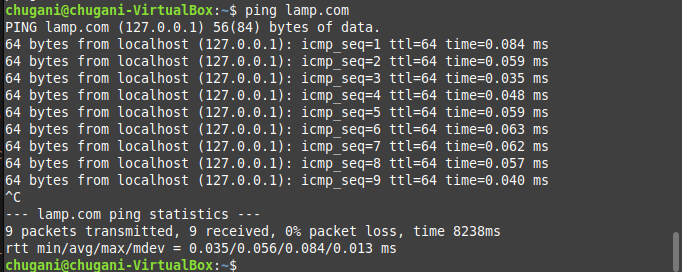 chugani@chugani-VirtualBox:~$ ping lamp.com
PING lamp.com (127.0.0.1) 56(84) bytes of data.
64 bytes from localhost (127.0.0.1): icmp_seq=1 ttl=64 time=0.084 ms
64 bytes from localhost (127.0.0.1): icmp_seq=2 ttl=64 time=0.059 ms
64 bytes from localhost (127.0.0.1): icmp_seq=3 ttl=64 time=0.035 ms
64 bytes from localhost (127.0.0.1): icmp_seq=4 ttl=64 time=0.048 ms
64 bytes from localhost (127.0.0.1): icmp_seq=5 ttl=64 time=0.059 ms
64 bytes from localhost (127.0.0.1): icmp_seq=6 ttl=64 time=0.063 ms
64 bytes from localhost (127.0.0.1): icmp_seq=7 ttl=64 time=0.062 ms
64 bytes from localhost (127.0.0.1): icmp_seq=8 ttl=64 time=0.057 ms
64 bytes from localhost (127.0.0.1): icmp_seq=9 ttl=64 time=0.040 ms
^C
--- lamp.com ping statistics ---
9 packets transmitted, 9 received, 0% packet loss, time 8238ms
rtt min/avg/max/mdev = 0.035/0.056/0.084/0.013 ms
chugani@chugani-VirtualBox:~$